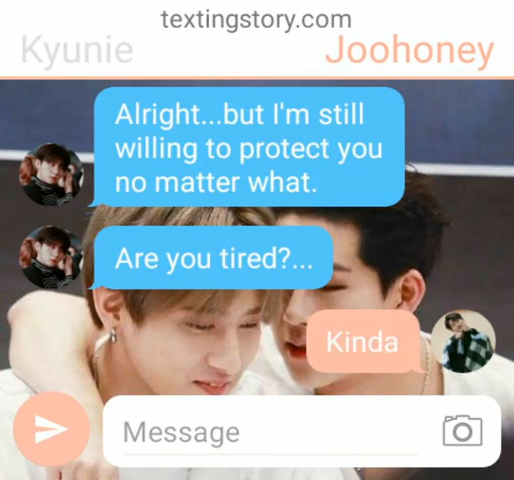 textingstory.com
Kyunie Joohoney
Alright...but I'm still
willing to protect you
no matter what.
Are you tired?...
Kinda
Message